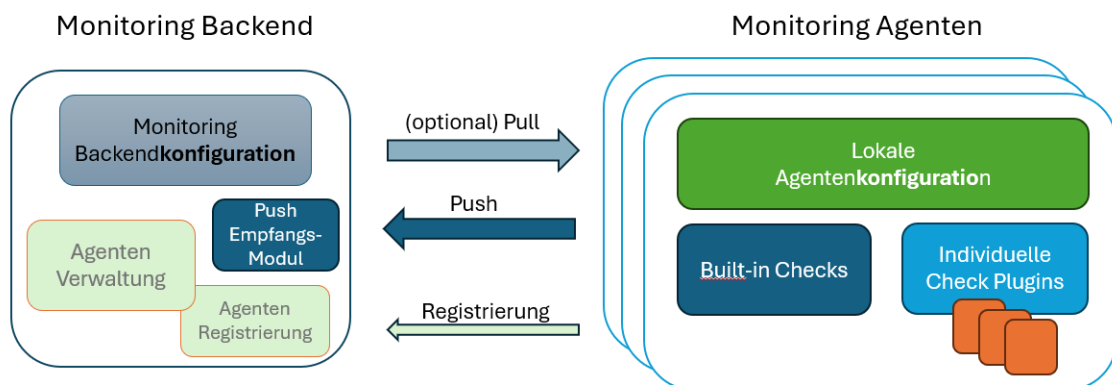 Monitoring Backend
Monitoring
Backendkonfiguration
Push
Empfangs-
Modul
Agenten
Verwaltung
Agenten
Registrierung
(optional) Pull
Push
Registrierung
Monitoring Agenten
Lokale
Agentenkonfiguration
Built-in Checks
Individuelle
Check Plugins